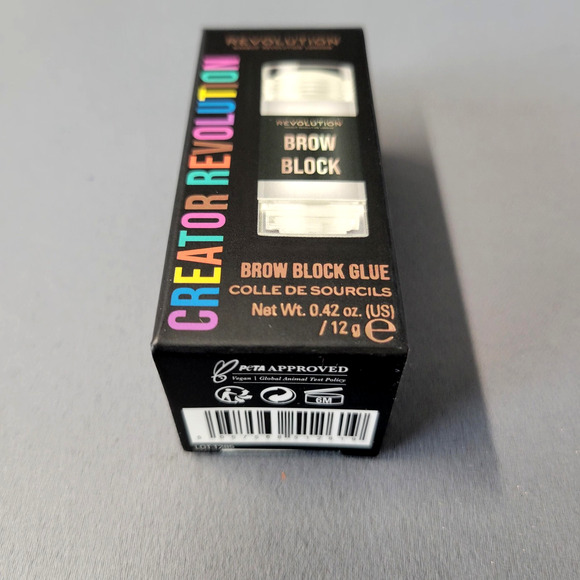 REVOLUTION
CREATOR REVOLUTION
REVOLUTION
BROW
BLOCK
BROW BLOCK GLUE
COLLE DE SOURCILS
Net Wt. 0.42 oz. (US)
/ 12 g e
PETA APPROVED
Vegan | Global Animal Test Policy
6M